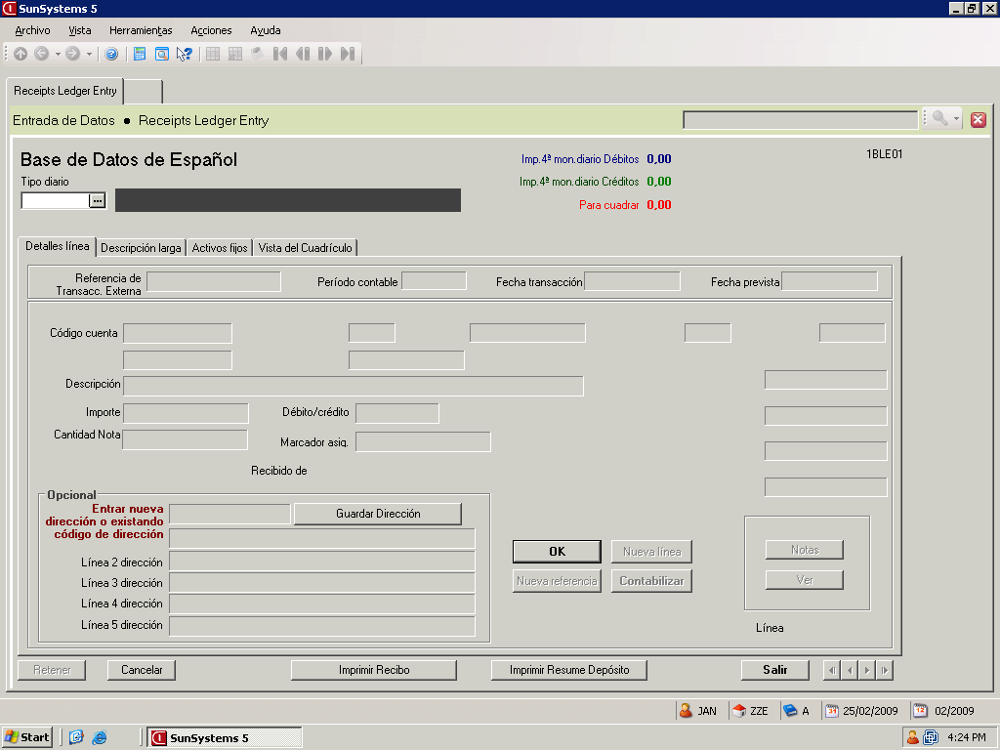 SunSystems 5
Archivo Vista Herramientas Acciones Ayuda
Receipts Ledger Entry
Entrada de Datos ● Receipts Ledger Entry
Base de Datos de Español
Imp.4ª mon.diario Débitos 0,00
1BLE01
Tipo diario
Imp.4ª mon.diario Créditos 0,00
...
Para cuadrar 0,00
Detalles línea Descripción larga Activos fijos Vista del Cuadrículo
Referencia de
Transacc. Externa
Período contable
Fecha transacción
Fecha prevista
Código cuenta
Descripción
Importe
Débito/crédito
Cantidad Nota
Marcador asig.
Recibido de
Opcional
Entrar nueva
dirección o existando
código de dirección
Guardar Dirección
Línea 2 dirección
Línea 3 dirección
Línea 4 dirección
Línea 5 dirección
OK Nueva línea
Nueva referencia Contabilizar
Notas
Ver
Línea
Retener Cancelar Imprimir Recibo Imprimir Resume Depósito Salir
JAN ZZE A 25/02/2009 02/2009
Start SunSystems 5 4:24 PM